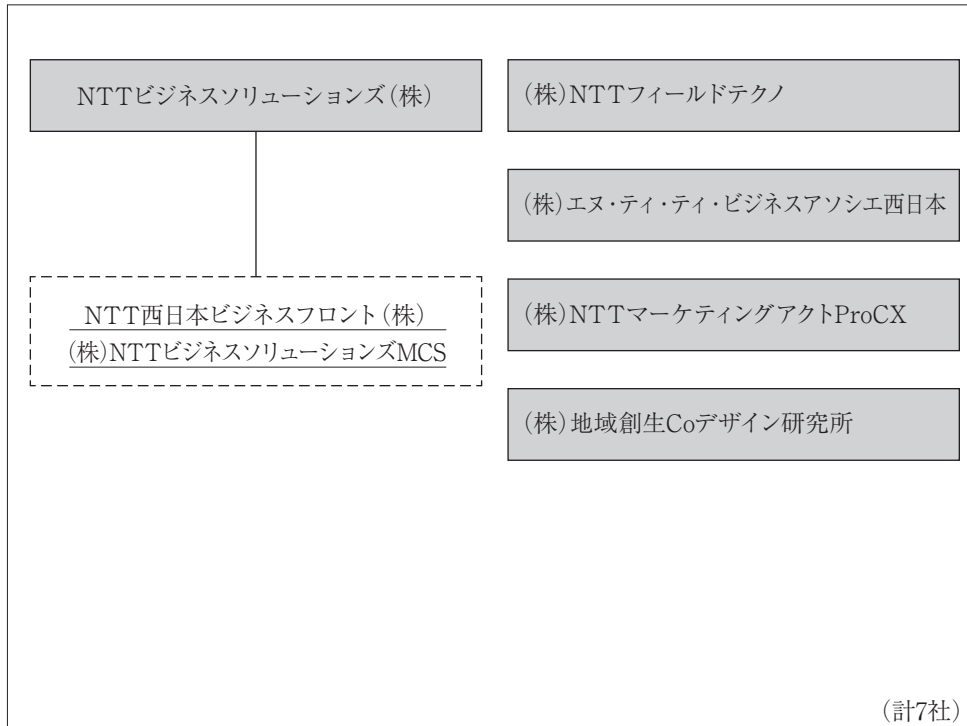 NTTビジネスソリューションズ(株)
NTT西日本ビジネスフロント(株)
(株)NTTビジネスソリューションズMCS
(株)NTTフィールドテクノ
(株)エヌ・ティ・ティ・ビジネスアソシエ西日本
(株)NTTマーケティングアクトProCX
(株)地域創生Coデザイン研究所
(計7社)